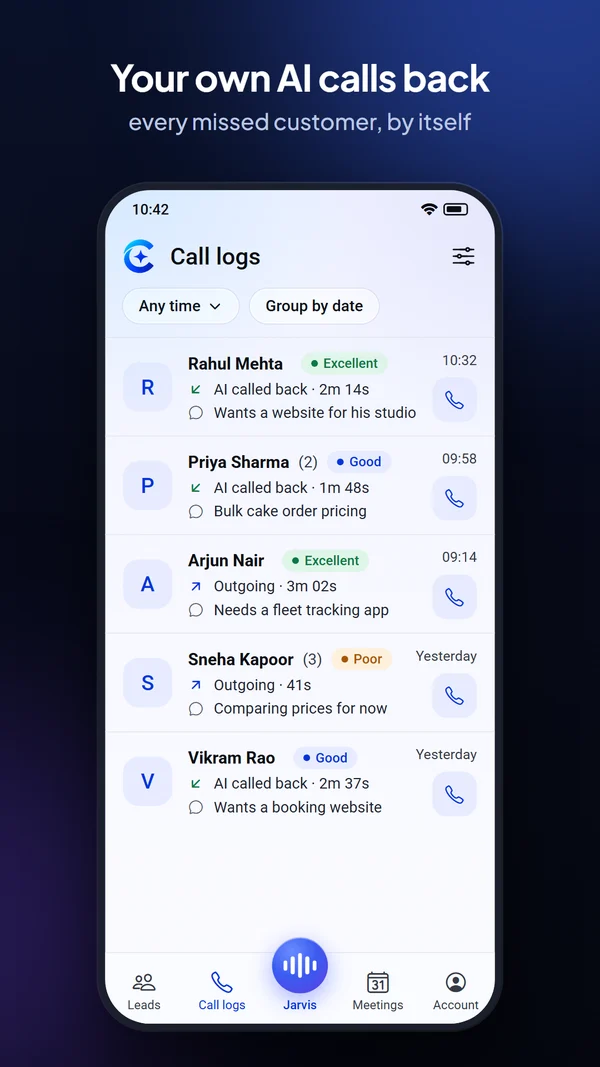 Your own AI calls back
every missed customer, by itself
10:42
Call logs
Any time
Group by date
Rahul Mehta Excellent 10:32
R
AI called back · 2m 14s
Wants a website for his studio
Priya Sharma (2) Good 09:58
P
AI called back · 1m 48s
Bulk cake order pricing
Arjun Nair Excellent 09:14
A
Outgoing · 3m 02s
Needs a fleet tracking app
Sneha Kapoor (3) Poor Yesterday
S
Outgoing · 41s
Comparing prices for now
Vikram Rao Good Yesterday
V
AI called back · 2m 37s
Wants a booking website
31
Leads Call logs Jarvis Meetings Account